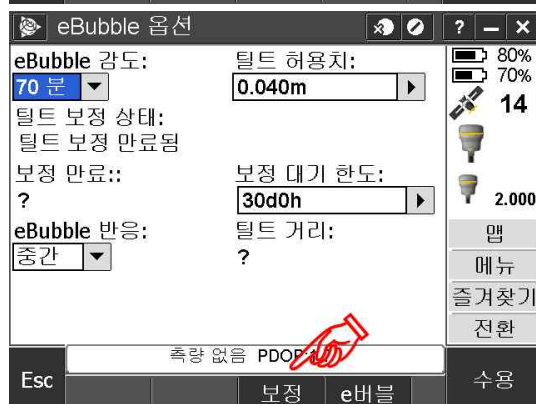 eBubble 옵션
? – ×
eBubble 감도:
틸트 허용치:
70 분
0.040m
틸트 보정 상태:
틸트 보정 만료됨
보정 만료::
보정 대기 한도:
?
30d0h
eBubble 반응:
틸트 거리:
중간
?
80%
70%
14
2.000
맵
메뉴
즐겨찾기
전환
측량 없음 PDOP:
Esc
보정
e버블
수용